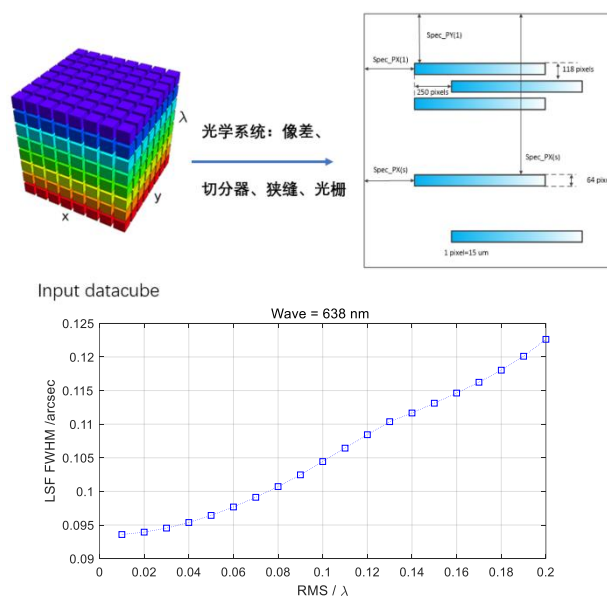 Spec_PY(1)
Spec_PX(1)
118 pixels
250 pixels
λ
光学系统：像差、
切分器、狭缝、光栅
x
y
Spec_PX(s)
Spec_PX(s)
64
1 pixel=15 um
Input datacube
Wave = 638 nm
LSF FWHM /arcsec
0.125
0.12
0.115
0.11
0.105
0.1
0.095
0.09
0
0.02
0.04
0.06
0.08
0.1
0.12
0.14
0.16
0.18
0.2
RMS / λ